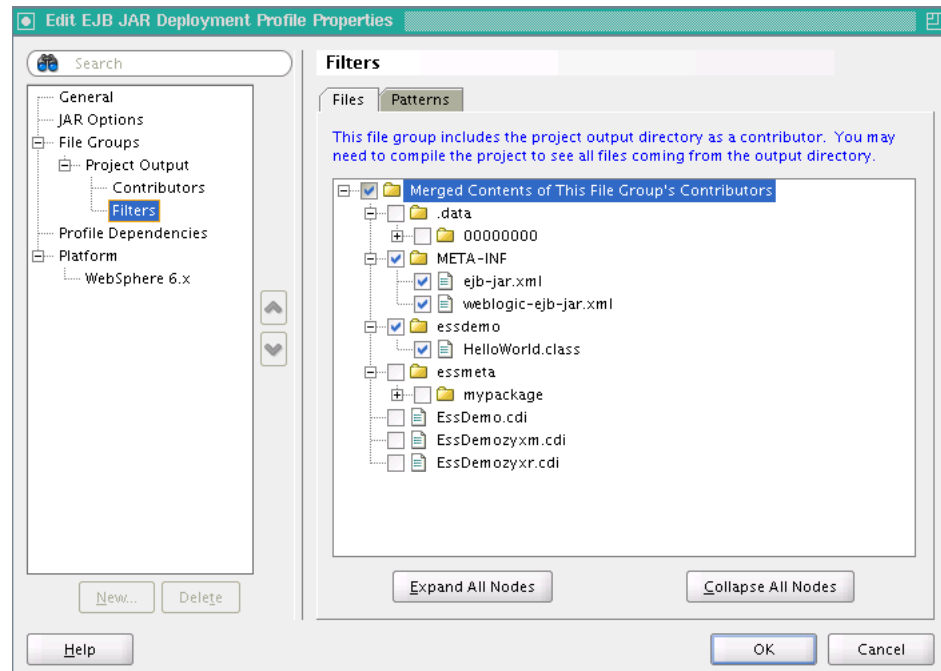 Edit EJB JAR Deployment Profile Properties
Search
General
JAR Options
File Groups
Project Output
Contributors
Filters
Profile Dependencies
Platform
WebSphere 6.x
New...
Delete
Filters
Files
Patterns
This file group includes the project output directory as a contributor. You may
need to compile the project to see all files coming from the output directory.
Merged Contents of This File Group's Contributors
.data
00000000
META-INF
ejb-jar.xml
weblogic-ejb-jar.xml
essdemo
HelloWorld.class
essmeta
mypackage
EssDemo.cdi
EssDemozyxm.cdi
EssDemozyxr.cdi
Expand All Nodes
Collapse All Nodes
Help
OK
Cancel